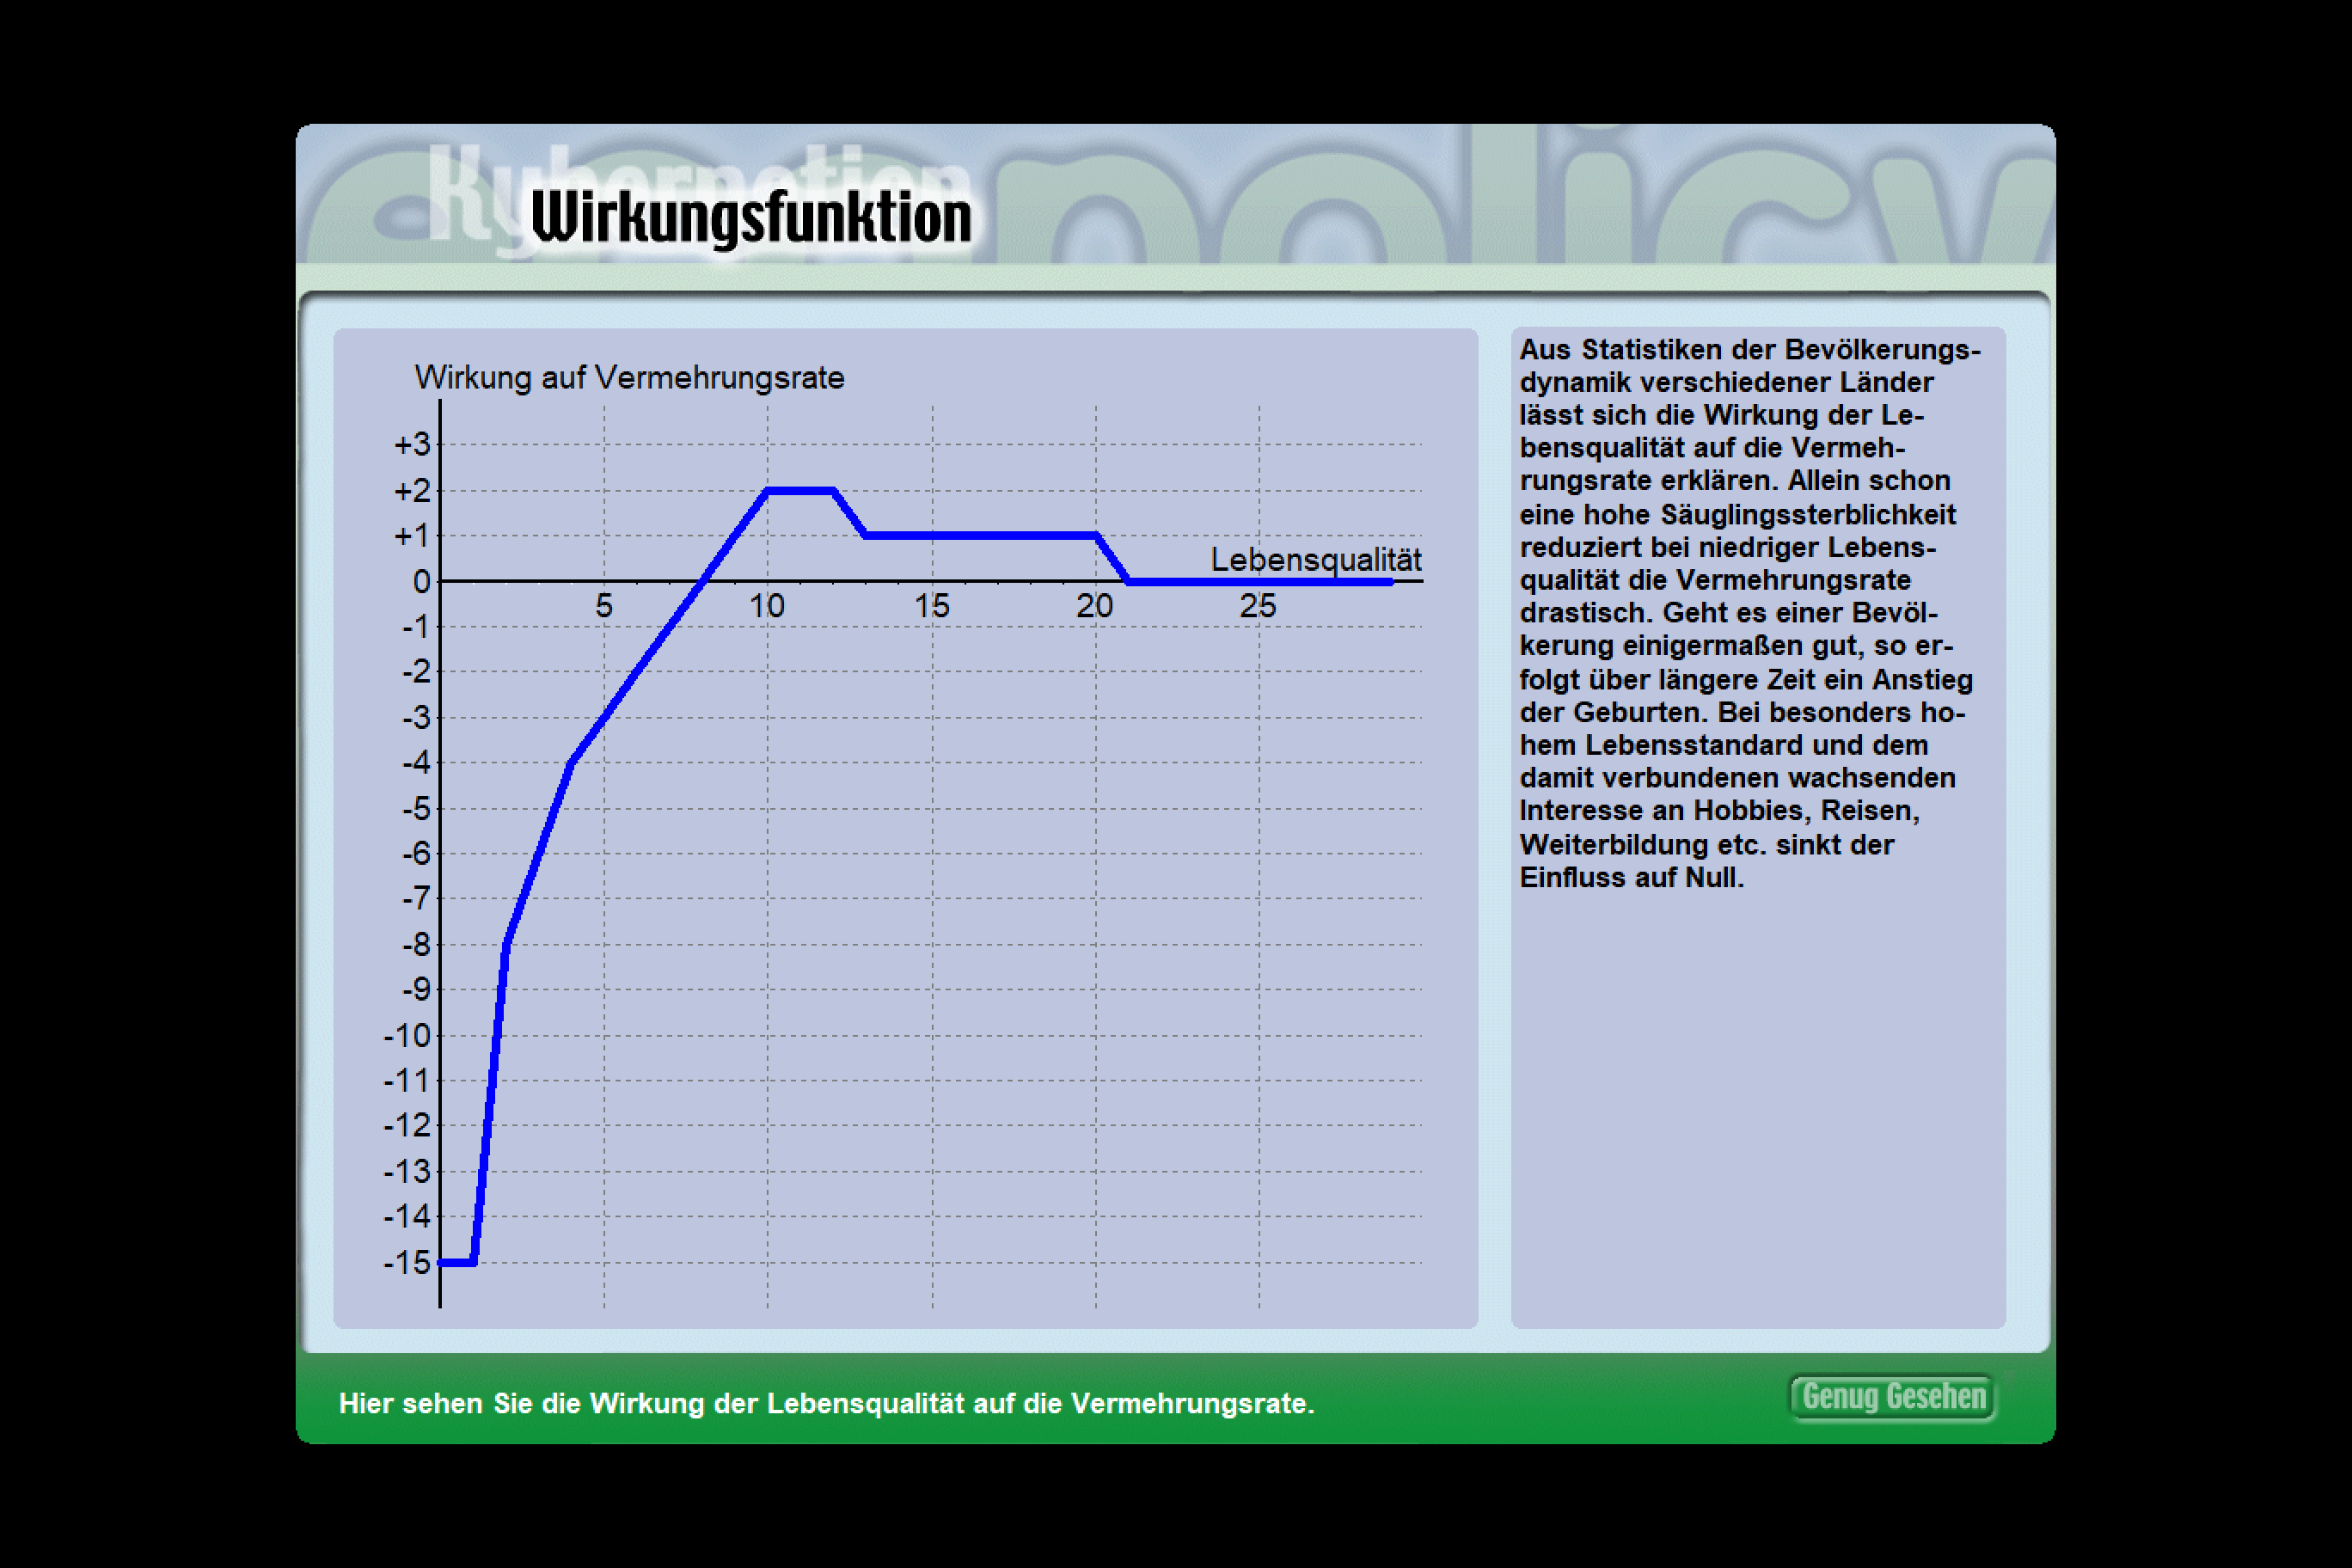 Kybernetien
Wirkungsfunktion
ecopolicy
Wirkung auf Vermehrungsrate
+3
+2
+1
Lebensqualität
0
5 10 15 20 25
-1
-2
-3
-4
-5
-6
-7
-8
-9
-10
-11
-12
-13
-14
-15
Aus Statistiken der Bevölkerungs-
dynamik verschiedener Länder
lässt sich die Wirkung der Le-
bensqualität auf die Vermeh-
rungsrate erklären. Allein schon
eine hohe Säuglingssterblichkeit
reduziert bei niedriger Lebens-
qualität die Vermehrungsrate
drastisch. Geht es einer Bevöl-
kerung einigermaßen gut, so er-
folgt über längere Zeit ein Anstieg
der Geburten. Bei besonders ho-
hem Lebensstandard und dem
damit verbundenen wachsenden
Interesse an Hobbies, Reisen,
Weiterbildung etc. sinkt der
Einfluss auf Null.
Hier sehen Sie die Wirkung der Lebensqualität auf die Vermehrungsrate.
Genug Gesehen